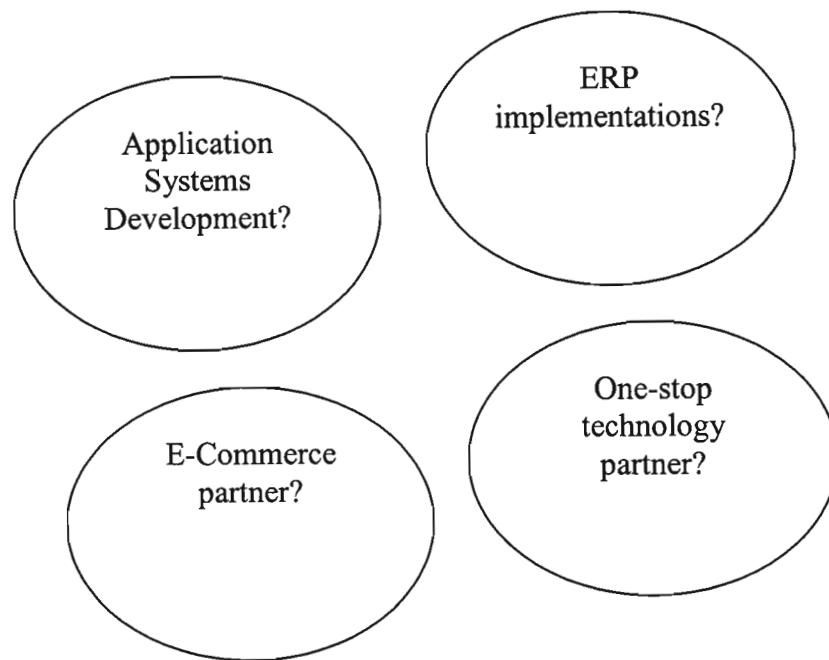 Application
Systems
Development?
ERP
implementations?
E-Commerce
partner?
One-stop
technology
partner?